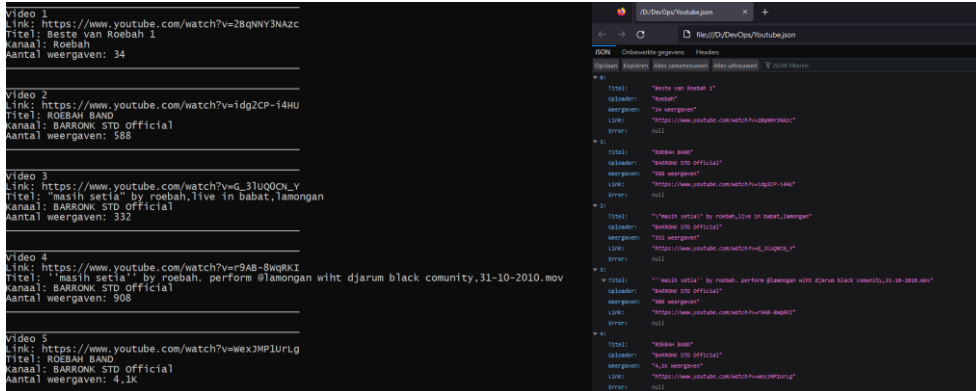 Video 1
Link: https://www.youtube.com/watch?v=2BqNNY3NAzc
Titel: Beste van Roebah 1
Kanaal: Roebah
Aantal weergaven: 34
Video 2
Link: https://www.youtube.com/watch?v=idg2CP-i4HU
Titel: ROEBAH BAND
Kanaal: BARRONK STD Official
Aantal weergaven: 588
Video 3
Link: https://www.youtube.com/watch?v=G_3lUQOCN_Y
Titel: "masih setia" by roebah,live in babat,lamongan
Kanaal: BARRONK STD Official
Aantal weergaven: 332
Video 4
Link: https://www.youtube.com/watch?v=r9AB-8WqRKI
Titel: ''masih setia'' by roebah. perform @lamongan wiht djarum black comunity,31-10-2010.mov
Kanaal: BARRONK STD Official
Aantal weergaven: 908
Video 5
Link: https://www.youtube.com/watch?v=WexJMP1UrLg
Titel: ROEBAH BAND
Kanaal: BARRONK STD Official
Aantal weergaven: 4,1K
/D:/DevOps/Youtube.json
file:///D:/DevOps/Youtube.json
JSON Onbewerkte gegevens Headers
Opslaan Kopiëren Alles samenvouwen Alles uitvouwen JSON filteren
0:
Titel: "Beste van Roebah 1"
Uploader: "Roebah"
Weergaven: "34 weergaven"
Link: "https://www.youtube.com/watch?v=2BqNNY3NAzc"
Error: null
1:
Titel: "ROEBAH BAND"
Uploader: "BARRONK STD Official"
Weergaven: "588 weergaven"
Link: "https://www.youtube.com/watch?v=idg2CP-i4HU"
Error: null
2:
Titel: "\"masih setia\" by roebah,live in babat,lamongan"
Uploader: "BARRONK STD Official"
Weergaven: "332 weergaven"
Link: "https://www.youtube.com/watch?v=G_3lUQOCN_Y"
Error: null
3:
Titel: "''masih setia'' by roebah. perform @lamongan wiht djarum black comunity,31-10-2010.mov"
Uploader: "BARRONK STD Official"
Weergaven: "908 weergaven"
Link: "https://www.youtube.com/watch?v=r9AB-8WqRKI"
Error: null
4:
Titel: "ROEBAH BAND"
Uploader: "BARRONK STD Official"
Weergaven: "4,1K weergaven"
Link: "https://www.youtube.com/watch?v=WexJMP1UrLg"
Error: null